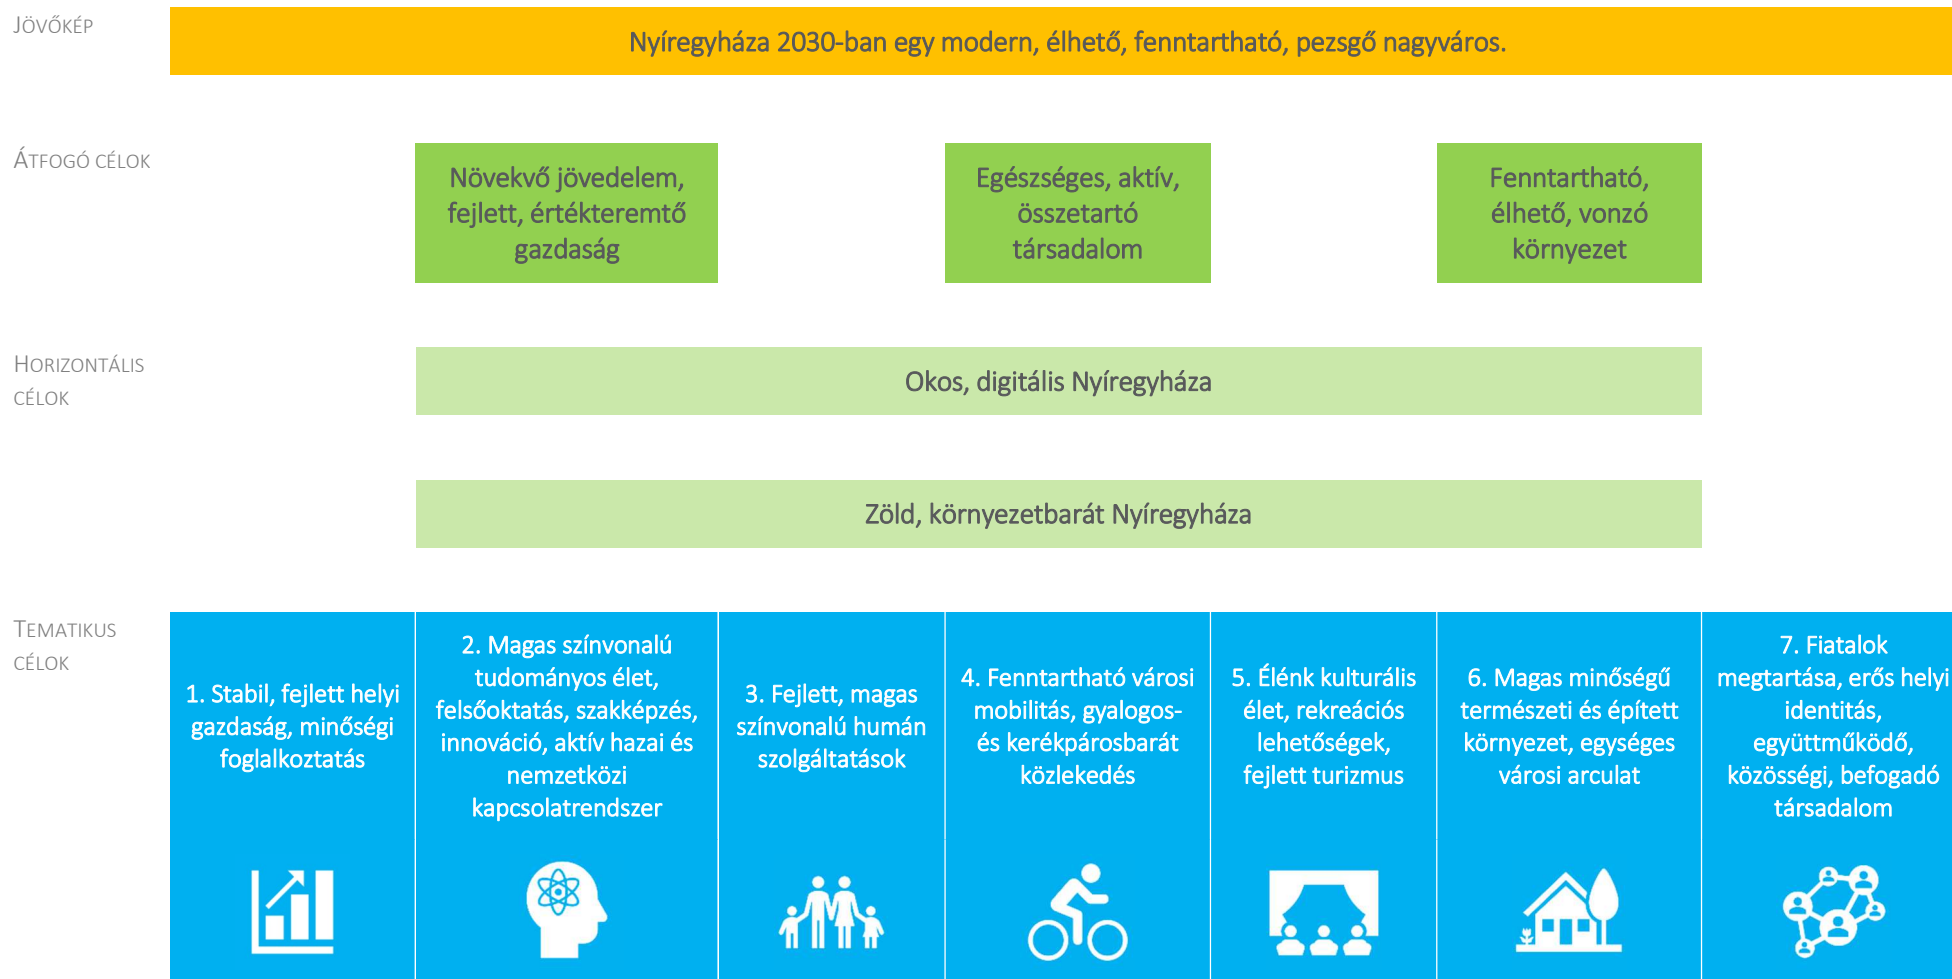 JÖVŐKÉP
Nyíregyháza 2030-ban egy modern, élhető, fenntartható, pezsgő nagyváros.
ÁTFOGÓ CÉLOK
Növekvő jövedelem,
fejlett, értékteremtő
gazdaság
Egészséges, aktív,
összetartó
társadalom
Fenntartható,
élhető, vonzó
környezet
HORIZONTÁLIS
CÉLOK
Okos, digitális Nyíregyháza
Zöld, környezetbarát Nyíregyháza
TEMATIKUS
CÉLOK
1. Stabil, fejlett helyi
gazdaság, minőségi
foglalkoztatás
2. Magas színvonalú
tudományos élet,
felsőoktatás, szakképzés,
innováció, aktív hazai és
nemzetközi
kapcsolatrendszer
3. Fejlett, magas
színvonalú humán
szolgáltatások
4. Fenntartható városi
mobilitás, gyalogos-
és kerékpárosbarát
közlekedés
5. Élénk kulturális
élet, rekreációs
lehetőségek,
fejlett turizmus
6. Magas minőségű
természeti és épített
környezet, egységes
városi arculat
7. Fiatalok
megtartása, erős helyi
identitás,
együttműködő,
közösségi, befogadó
társadalom